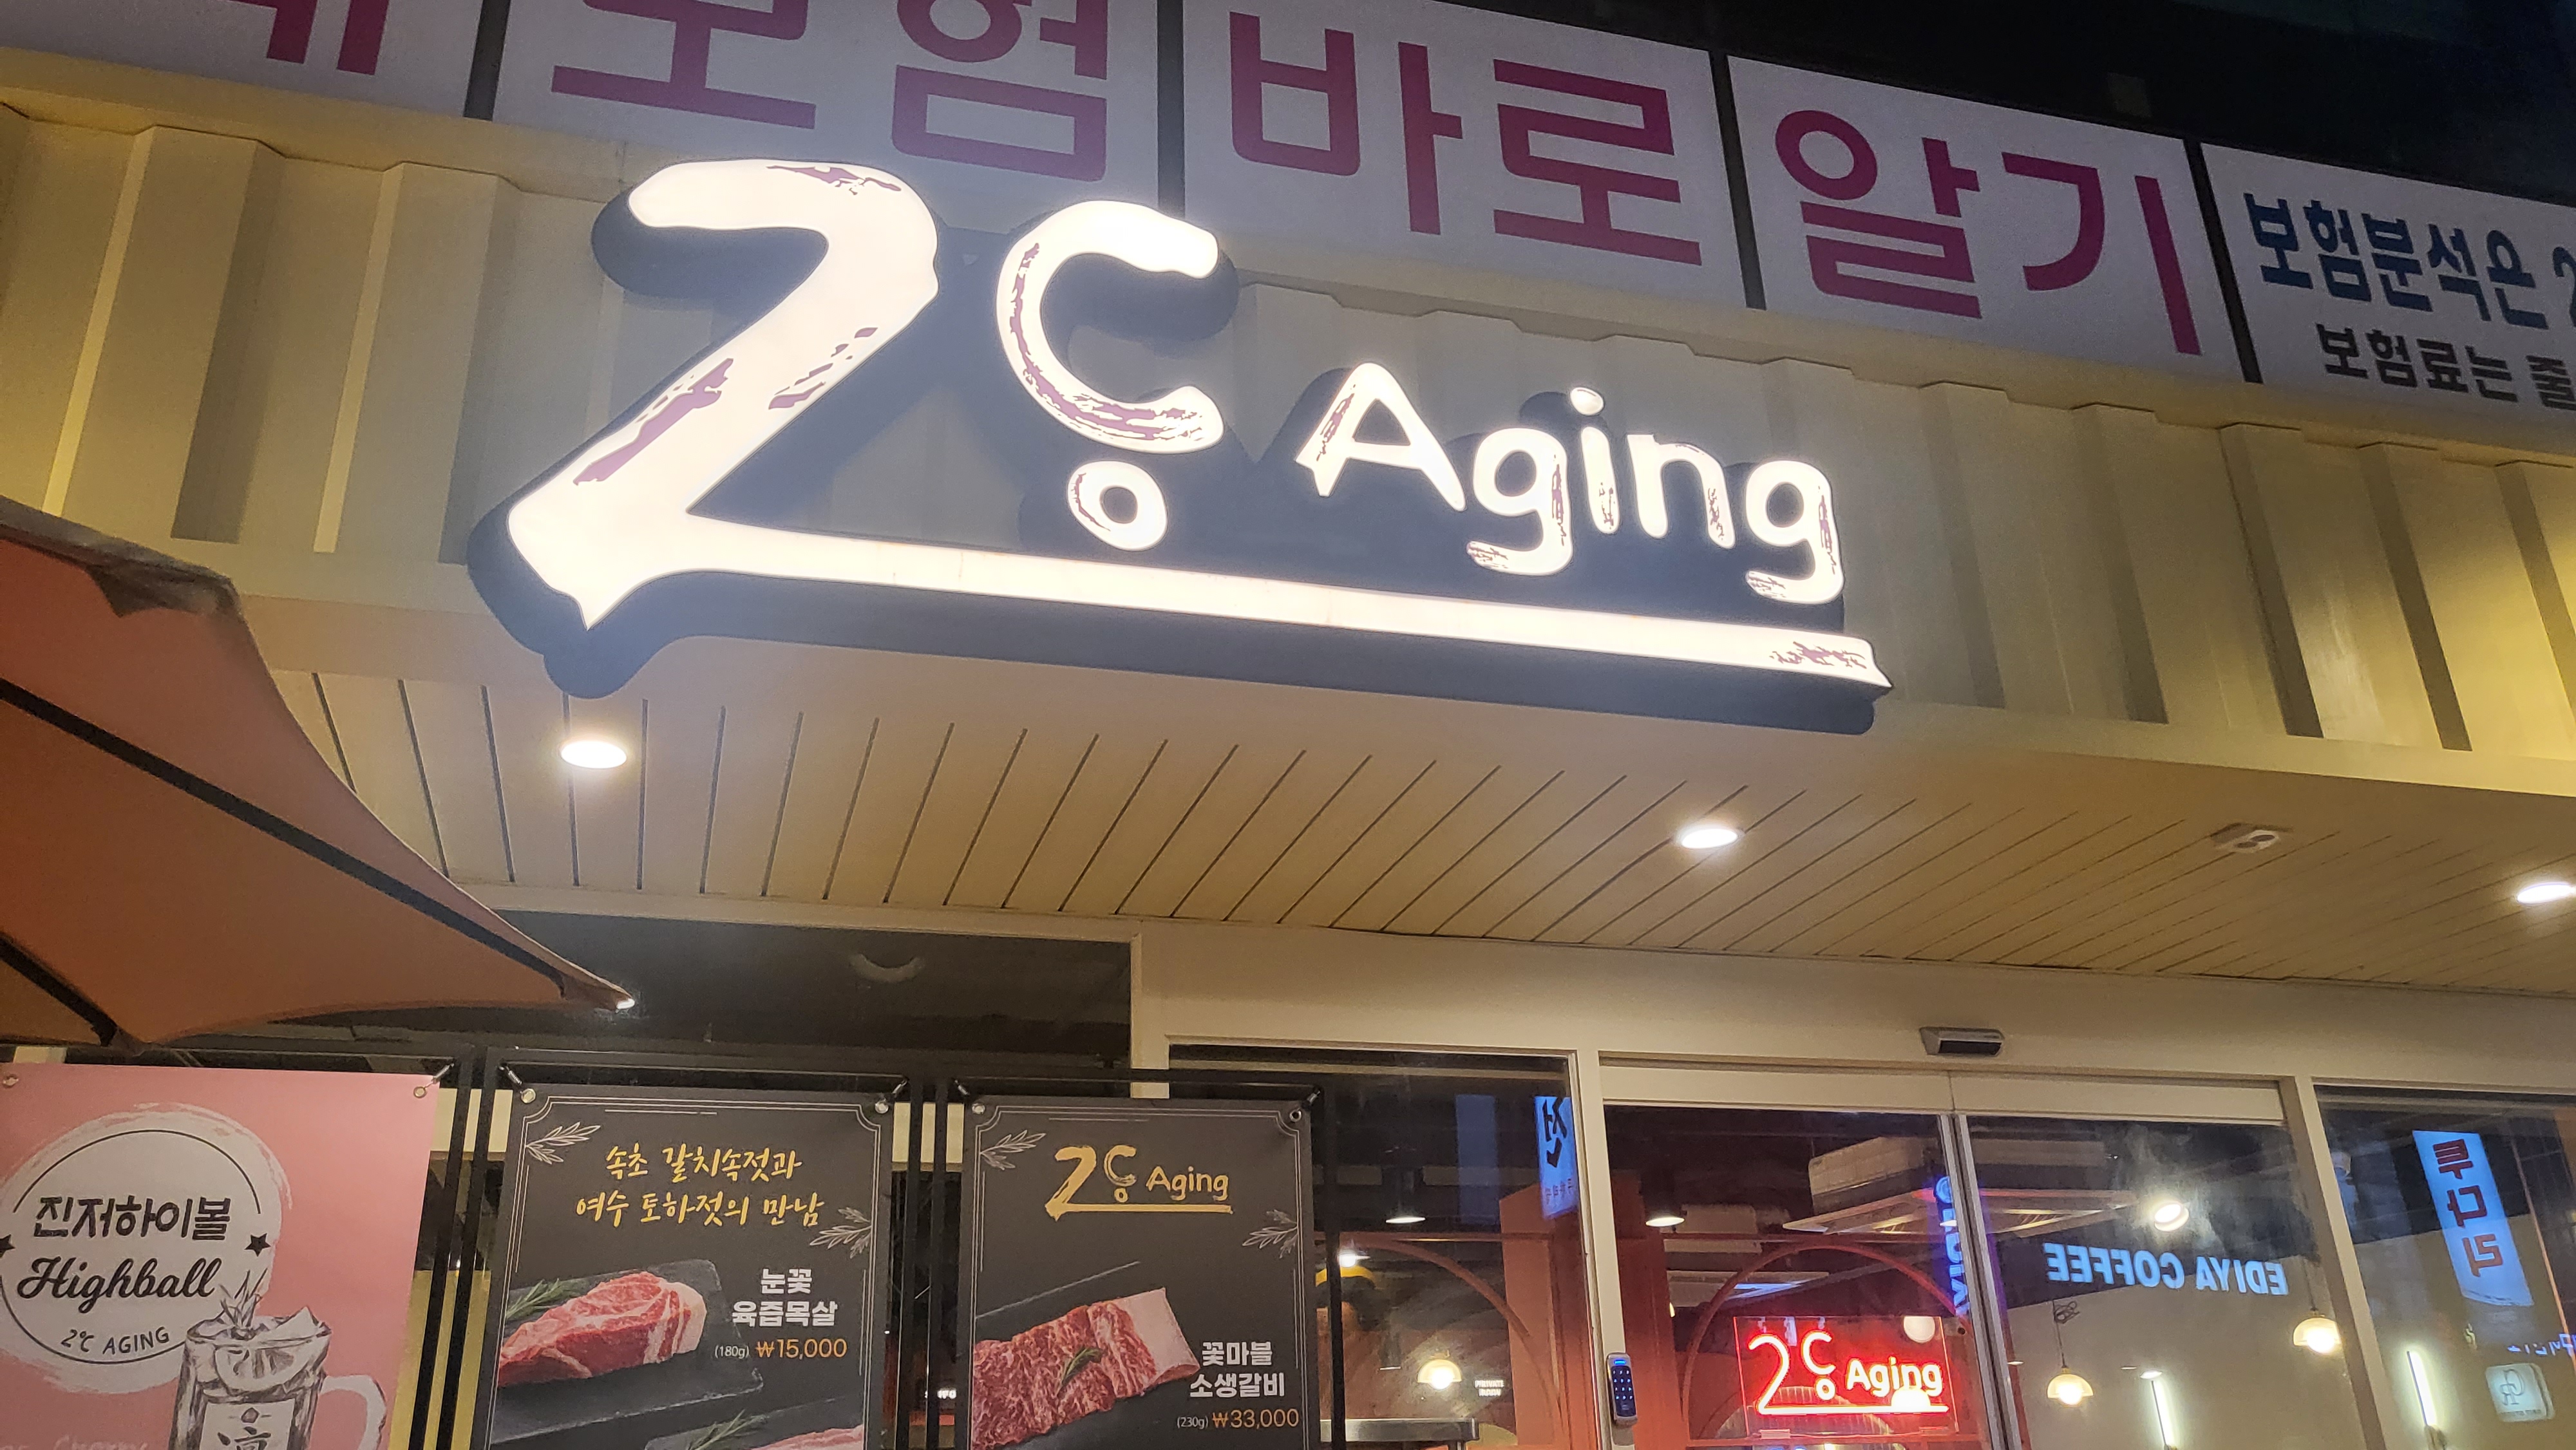 보험 바로 알기
보험분석은
보험료는 줄
2℃ Aging
진저하이볼
Highball
2℃ AGING
속초 갈치속젓과
여수 토하젓의 만남
눈꽃
육즙목살
(180g) ₩15,000
2℃ Aging
꽃마블
소생갈비
(230g) ₩33,000
2℃ Aging
EDIYA COFFEE
PRIVATE
ROOM